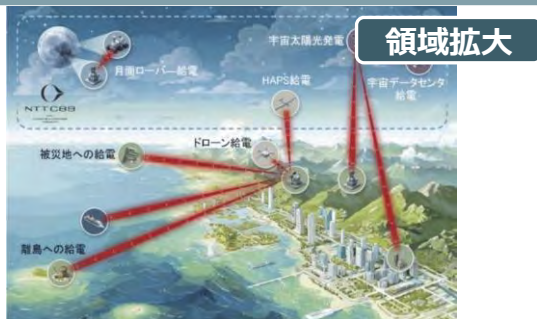 領域拡大
宇宙太陽光発電
月面ローバー給電
HAPS給電
宇宙データセンタ
給電
NTT C89
ドローン給電
被災地への給電
離島への給電